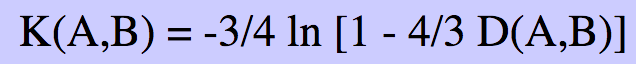 K(A,B) = -3/4 ln [1 - 4/3 D(A,B)]